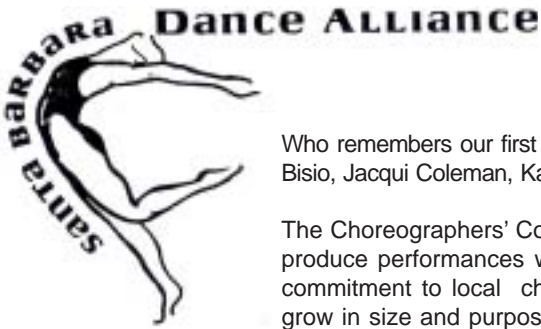 Santa Barbara Dance Alliance
Who remembers our first
Bisio, Jacqui Coleman, Ka
The Choreographers' Co
produce performances w
commitment to local ch
grow in size and purpos